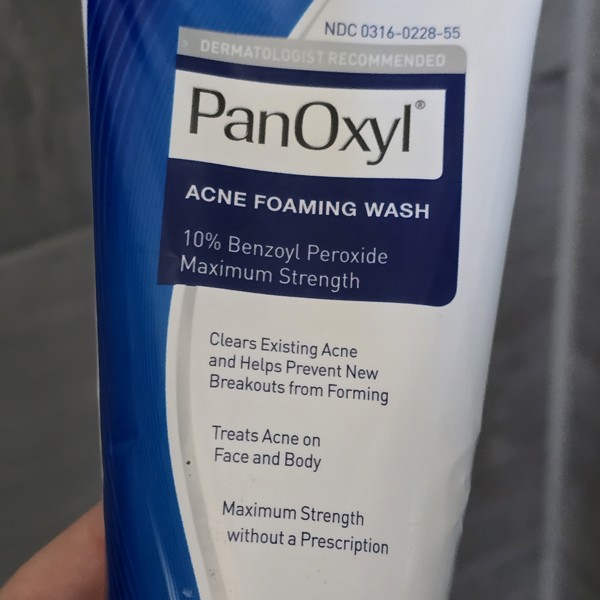 NDC 0316-0228-55
DERMATOLOGIST RECOMMENDED
PanOxyl®
ACNE FOAMING WASH
10% Benzoyl Peroxide
Maximum Strength
Clears Existing Acne
and Helps Prevent New
Breakouts from Forming
Treats Acne on
Face and Body
Maximum Strength
without a Prescription